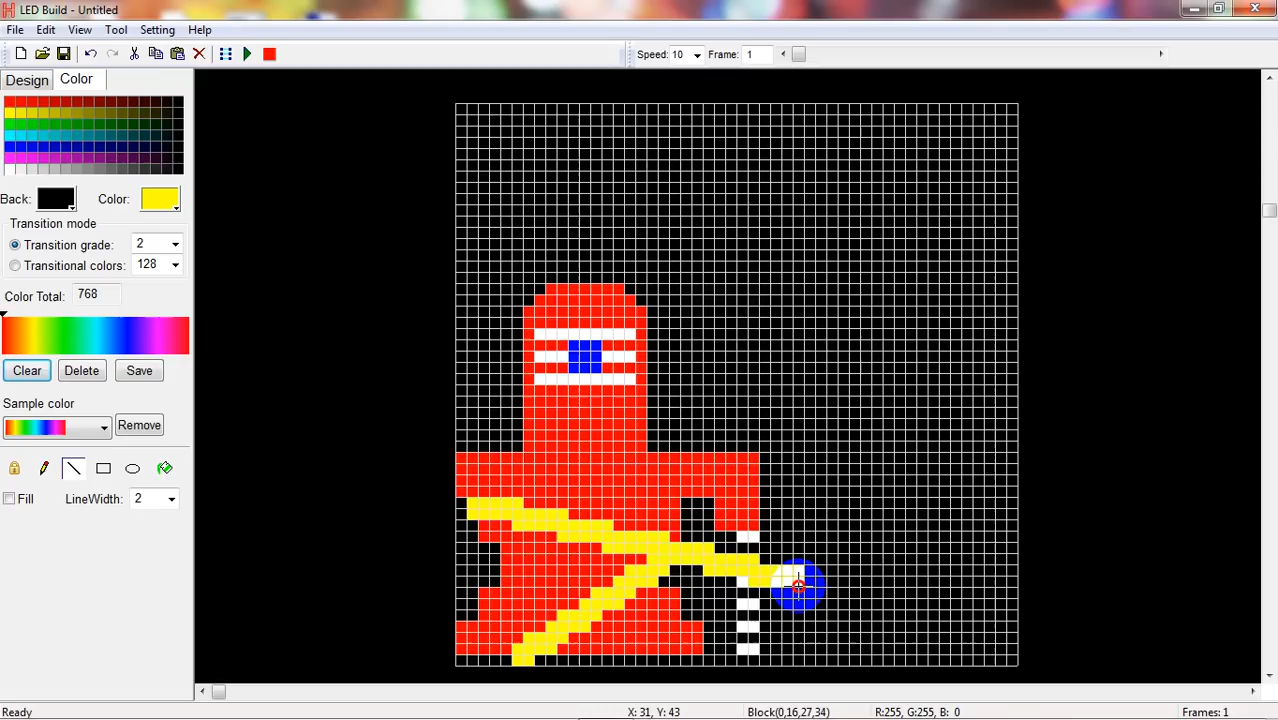 LED Build - Untitled
File Edit View Tool Setting Help
Speed: 10 Frame: 1
Design Color
Back: Color:
Transition mode
Transition grade: 2
Transitional colors: 128
Color Total: 768
Clear Delete Save
Sample color
Remove
Fill LineWidth: 2
Ready X: 31, Y: 43 Block(0,16,27,34) R:255, G:255, B: 0 Frames: 1